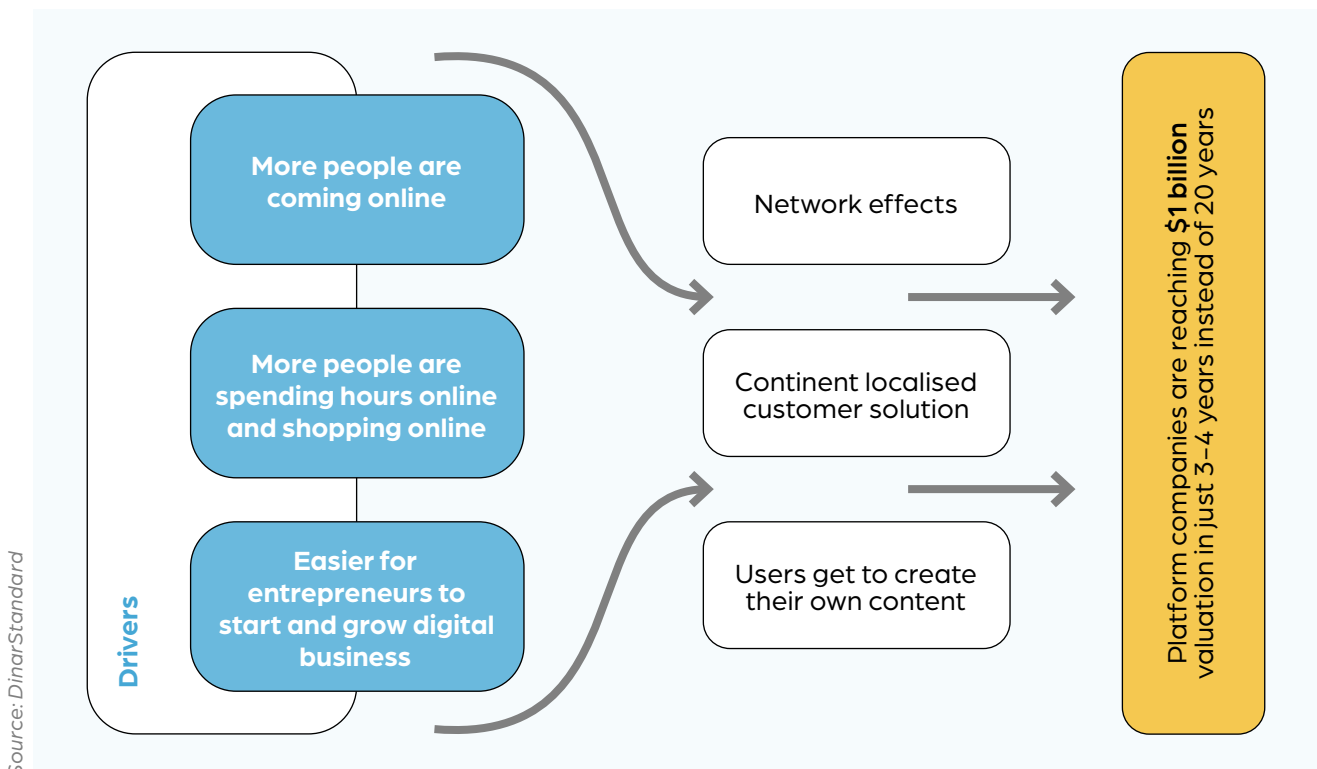 More people are
coming online
More people are
spending hours online
and shopping online
Easier for
entrepreneurs to
start and grow digital
business
Drivers
Network effects
Continent localised
customer solution
Users get to create
their own content
Platform companies are reaching $1 billion
valuation in just 3–4 years instead of 20 years
Source: DinarStandard